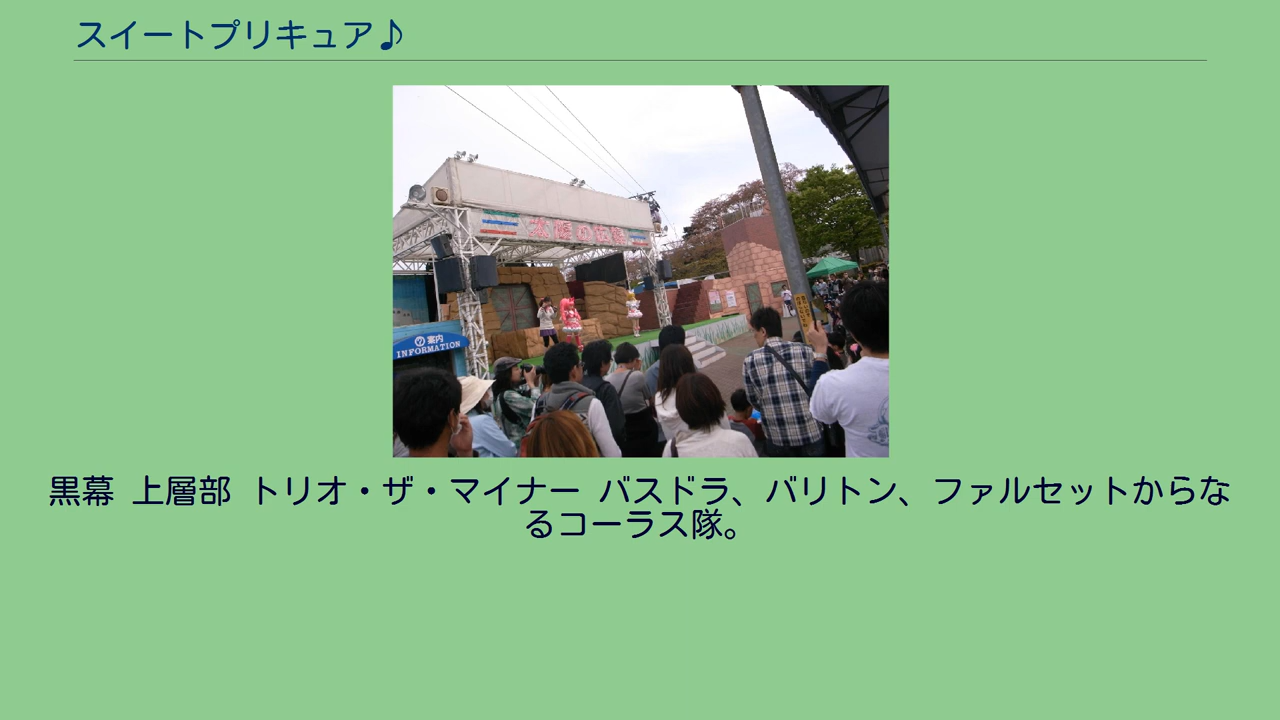 スイートプリキュア♪
案内
INFORMATION
黒幕 上層部 トリオ・ザ・マイナー バスドラ、バリトン、ファルセットからな
るコーラス隊。